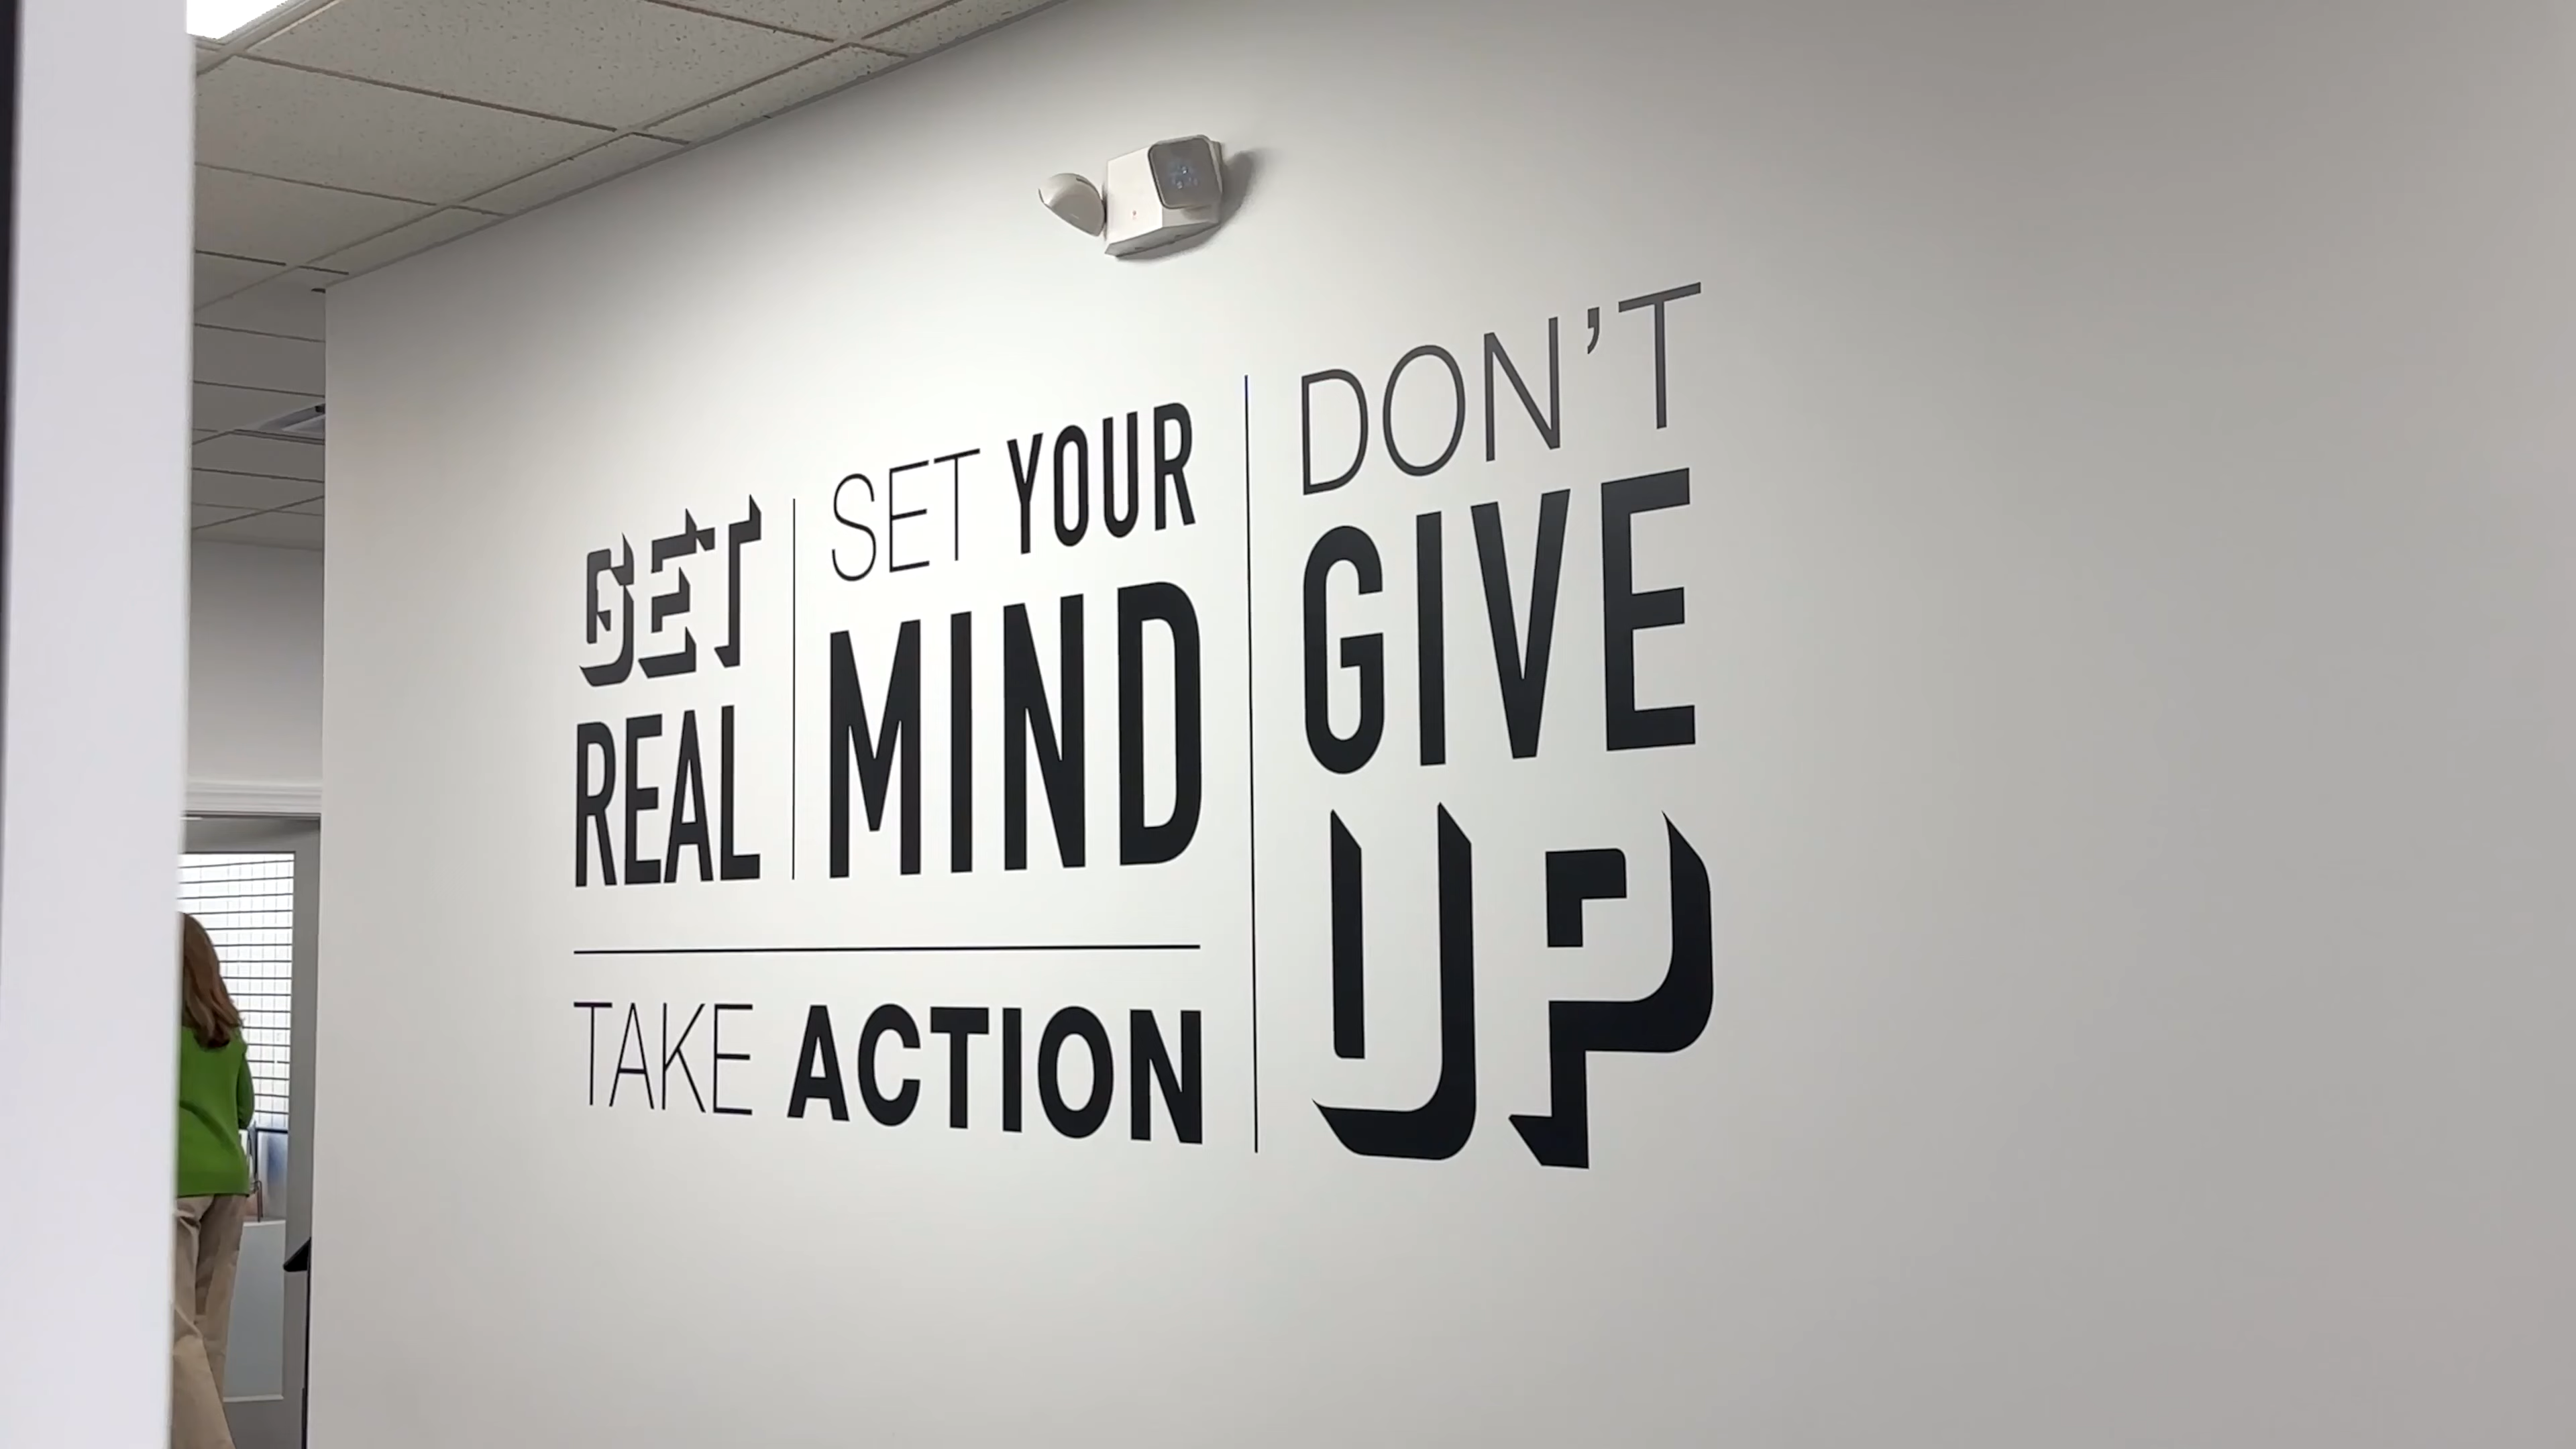 GET
REAL
SET YOUR
MIND
TAKE ACTION
DON'T
GIVE
UP